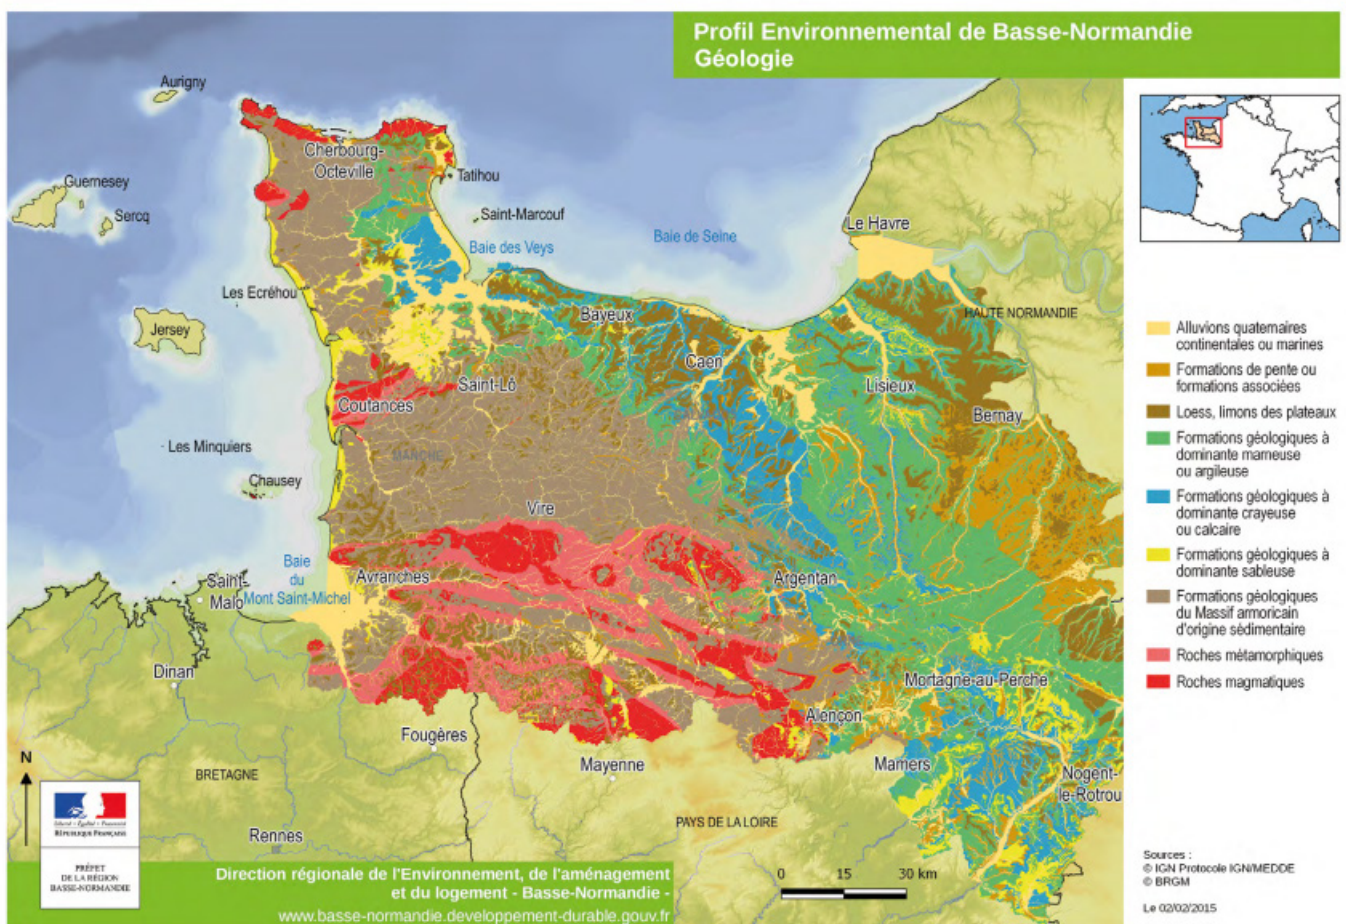 Profil Environnemental de Basse-Normandie
Géologie
Aurigny
Cherbourg-
Octeville
Tatihou
Guernesey
Sercq
Saint-Marcouf
Le Havre
Baie de Seine
Baie des Veys
Les Ecréhou
Jersey
Bayeux
HAUTE NORMANDIE
Caen
Saint-Lô
Lisieux
Coutances
Bernay
Les Minquiers
MANCHE
Chausey
Vire
Baie
du
Mont Saint-Michel
Avranches
Argentan
Saint-
Malo
Dinan
Mortagne-au-Perche
Alençon
Fougères
Mayenne
Mamers
Nogent-
le-Rotrou
BRETAGNE
PAYS DE LA LOIRE
Rennes
N
Alluvions quaternaires
continentales ou marines
Formations de pente ou
formations associées
Loess, limons des plateaux
Formations géologiques à
dominante marneuse
ou argileuse
Formations géologiques à
dominante crayeuse
ou calcaire
Formations géologiques à
dominante sableuse
Formations géologiques
du Massif armoricain
d'origine sédimentaire
Roches métamorphiques
Roches magmatiques
Liberté • Égalité • Fraternité
RÉPUBLIQUE FRANÇAISE
PRÉFET
DE LA RÉGION
BASSE-NORMANDIE
Direction régionale de l'Environnement, de l'aménagement
et du logement - Basse-Normandie -
www.basse-normandie.developpement-durable.gouv.fr
0 15 30 km
Sources :
© IGN Protocole IGN/MEDDE
© BRGM
Le 02/02/2015